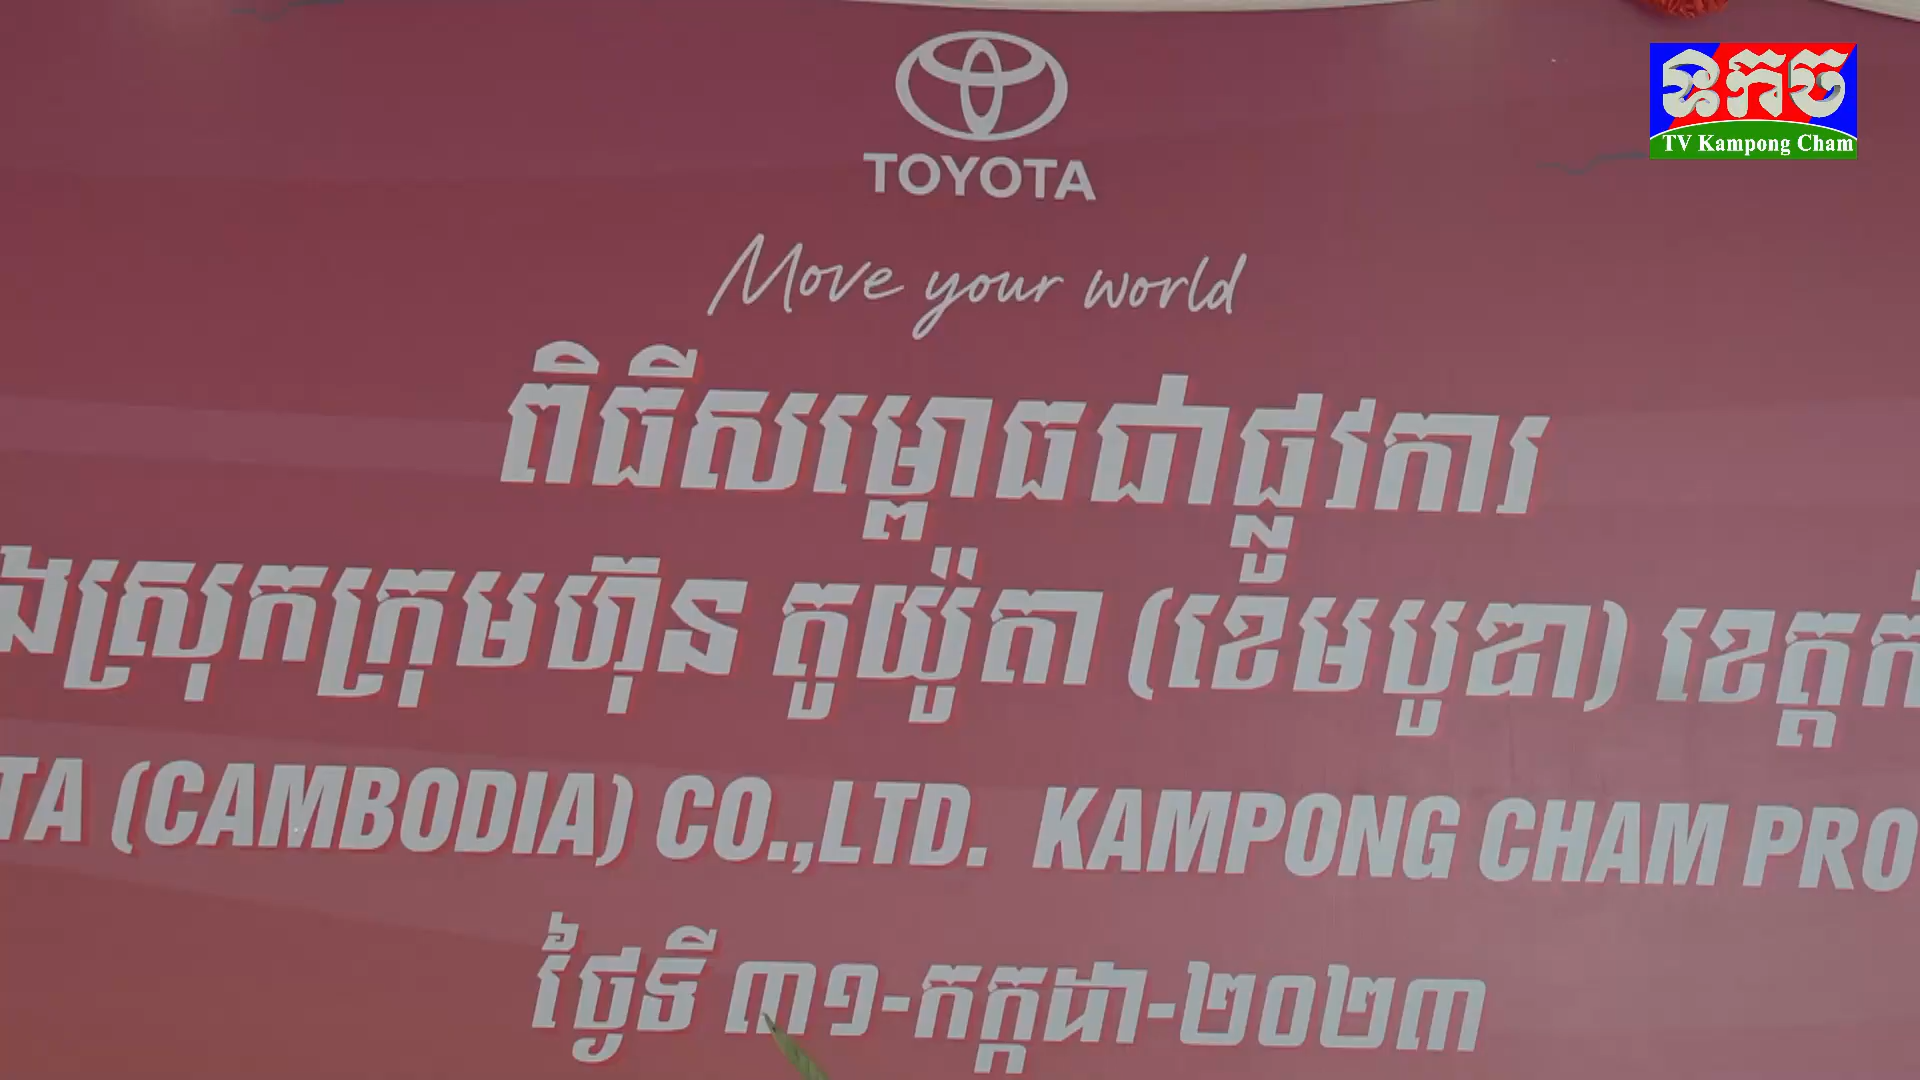 TOYOTA
ទកច
TV Kampong Cham
Move your world
ពិធីសម្ពោធជាផ្លូវការ
ងស្រុកក្រុមហ៊ុន តូយ៉ូតា (ខេមបូឌា) ខេត្តកំ
TA (CAMBODIA) CO.,LTD. KAMPONG CHAM PRO
ថ្ងៃទី ៣១-កក្កដា-២០២៣